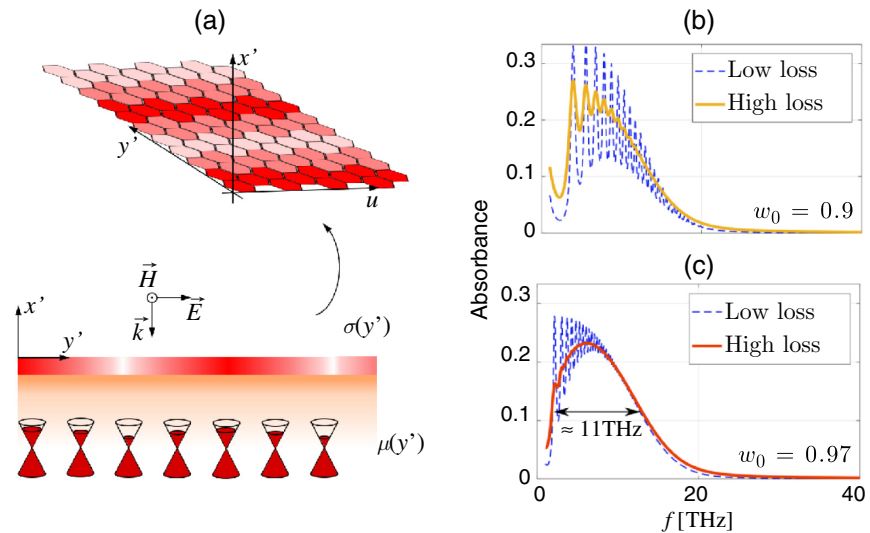 (a)
x'
y'
u
H
E
k
x'
y'
σ(y')
μ(y')
(b)
0.3
0.2
0.1
0
Low loss
High loss
w₀ = 0.9
Absorbance
(c)
0.3
0.2
0.1
0
Low loss
High loss
≈ 11THz
w₀ = 0.97
0
20
40
f [THz]